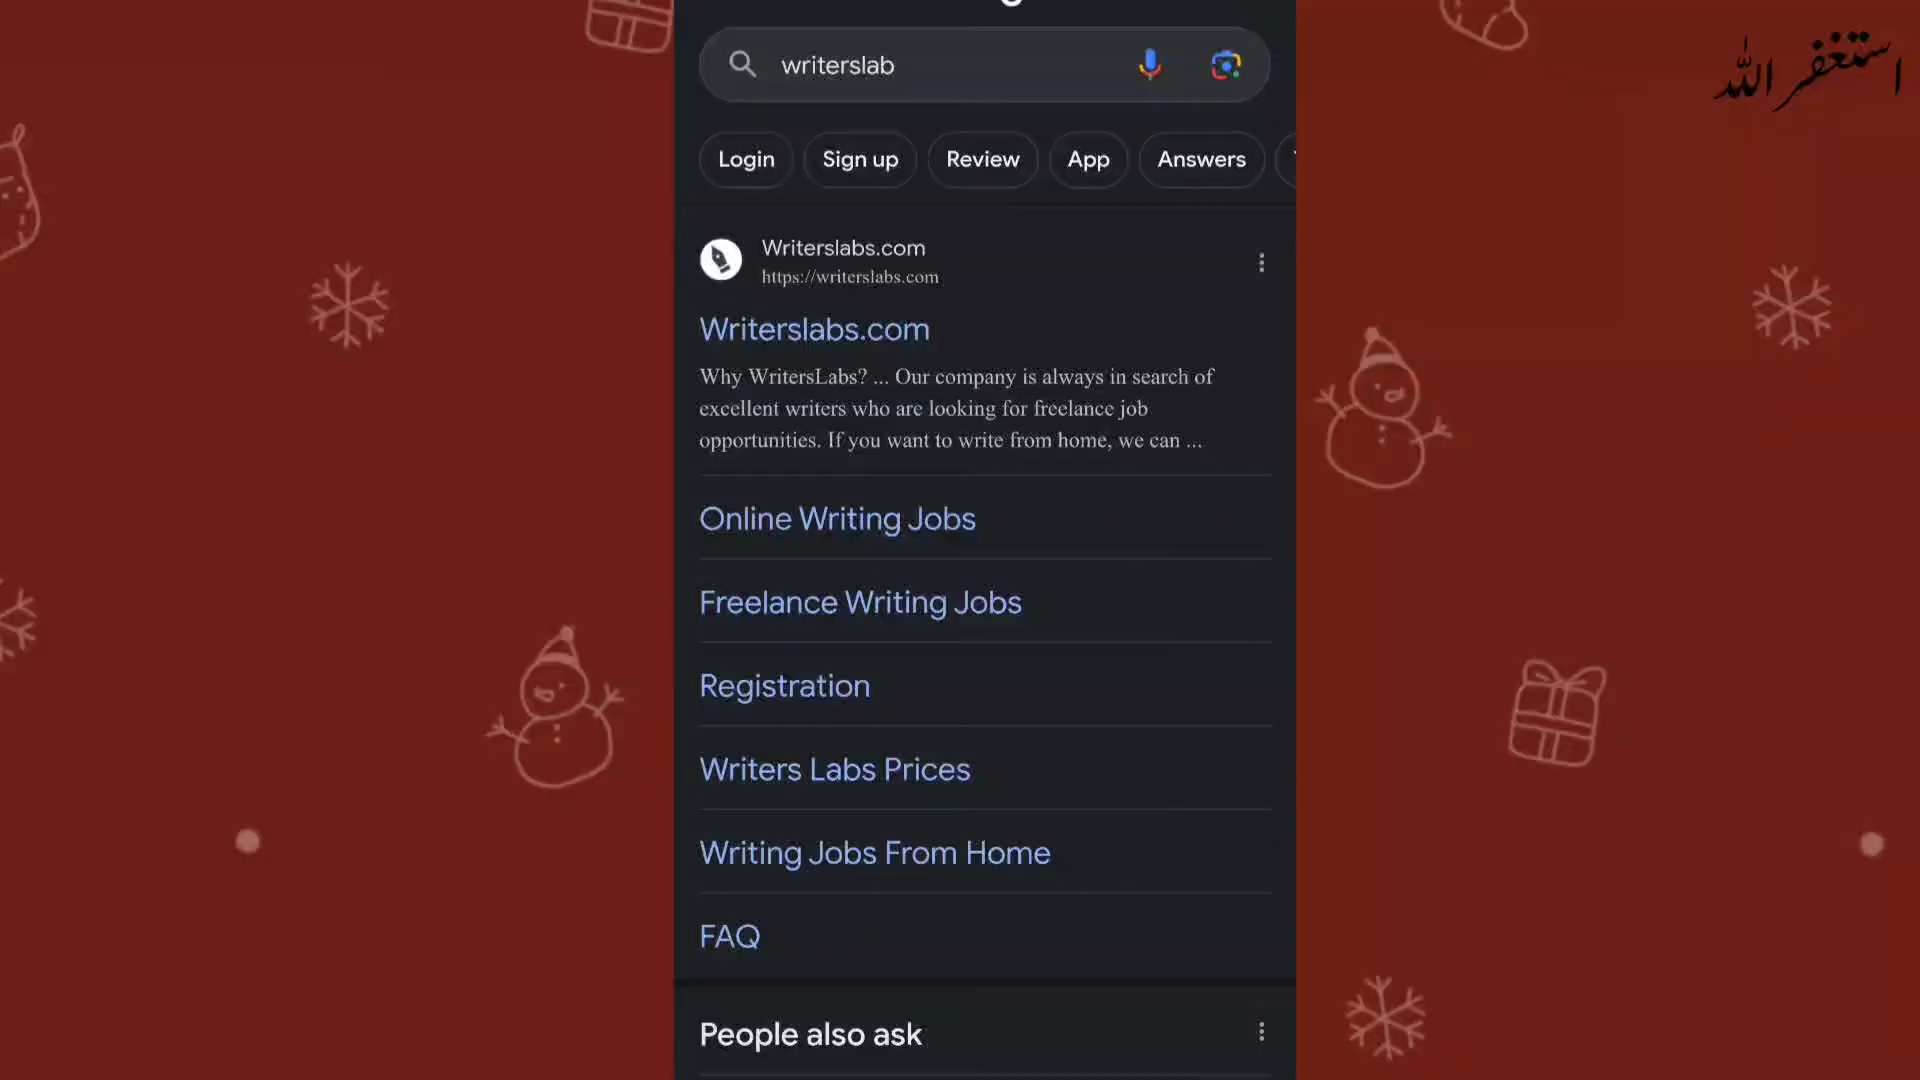 استغفر الله
writerslab
Login
Sign up
Review
App
Answers
Writerslabs.com
https://writerslabs.com
Writerslabs.com
Why WritersLabs? ... Our company is always in search of
excellent writers who are looking for freelance job
opportunities. If you want to write from home, we can ...
Online Writing Jobs
Freelance Writing Jobs
Registration
Writers Labs Prices
Writing Jobs From Home
FAQ
People also ask